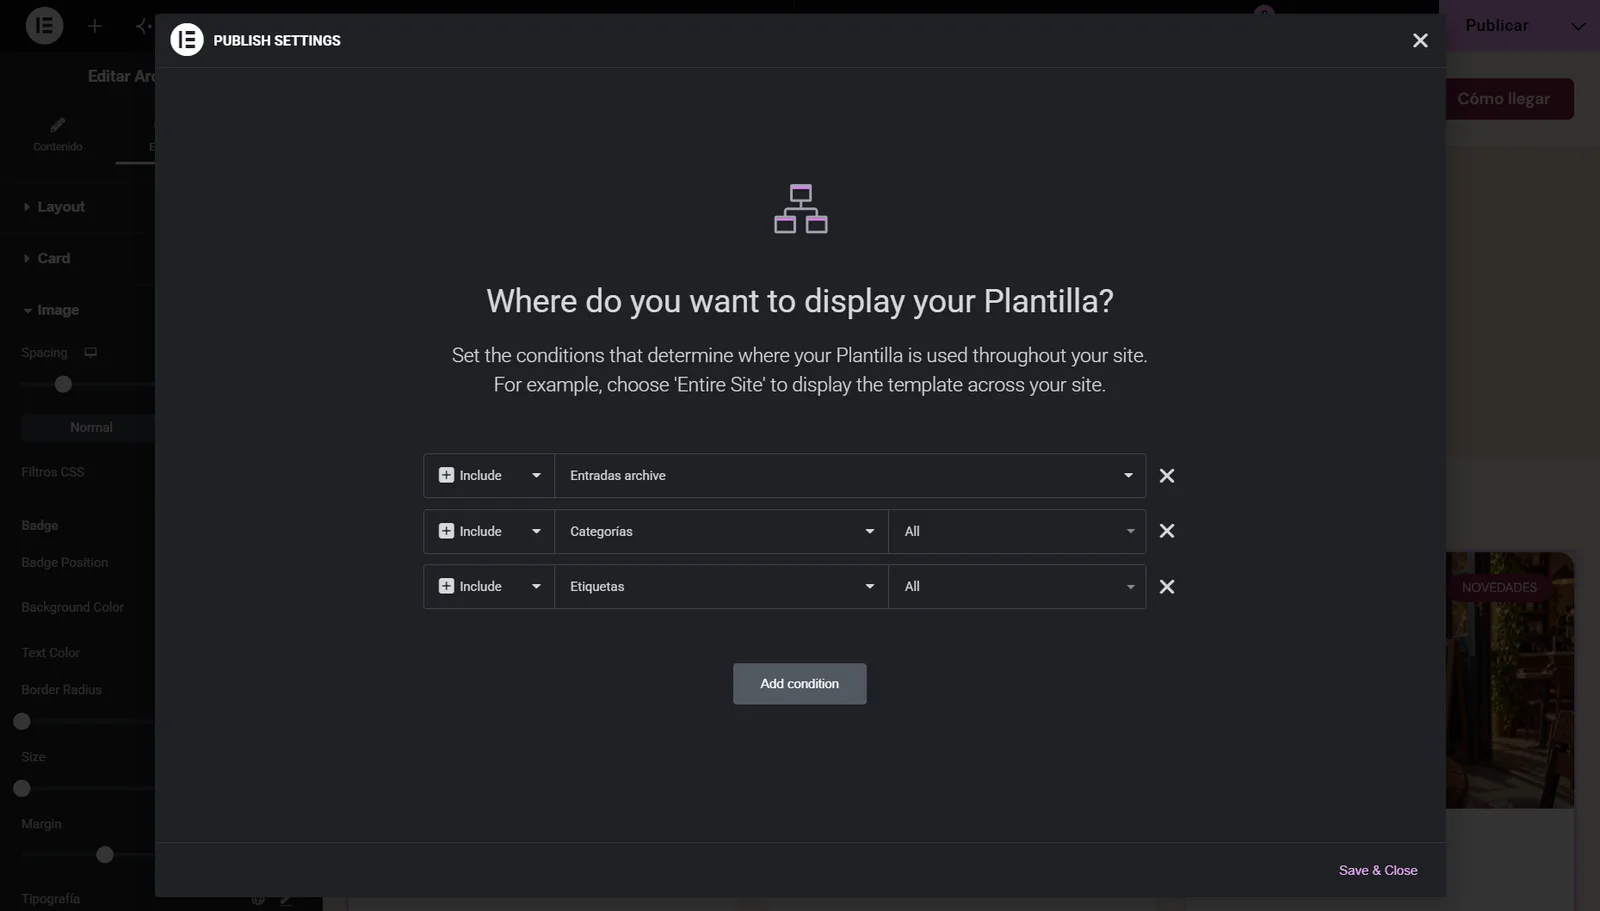 Publicar
PUBLISH SETTINGS
Editar Arc
Cómo llegar
Contenido
E
Layout
Card
Image
Where do you want to display your Plantilla?
Spacing
Set the conditions that determine where your Plantilla is used throughout your site.
For example, choose 'Entire Site' to display the template across your site.
Normal
Filtros CSS
Include
Entradas archive
Badge
Include
Categorías
All
Badge Position
Include
Etiquetas
All
NOVEDADES
Background Color
Text Color
Border Radius
Add condition
Size
Margin
Save & Close
Tipografía